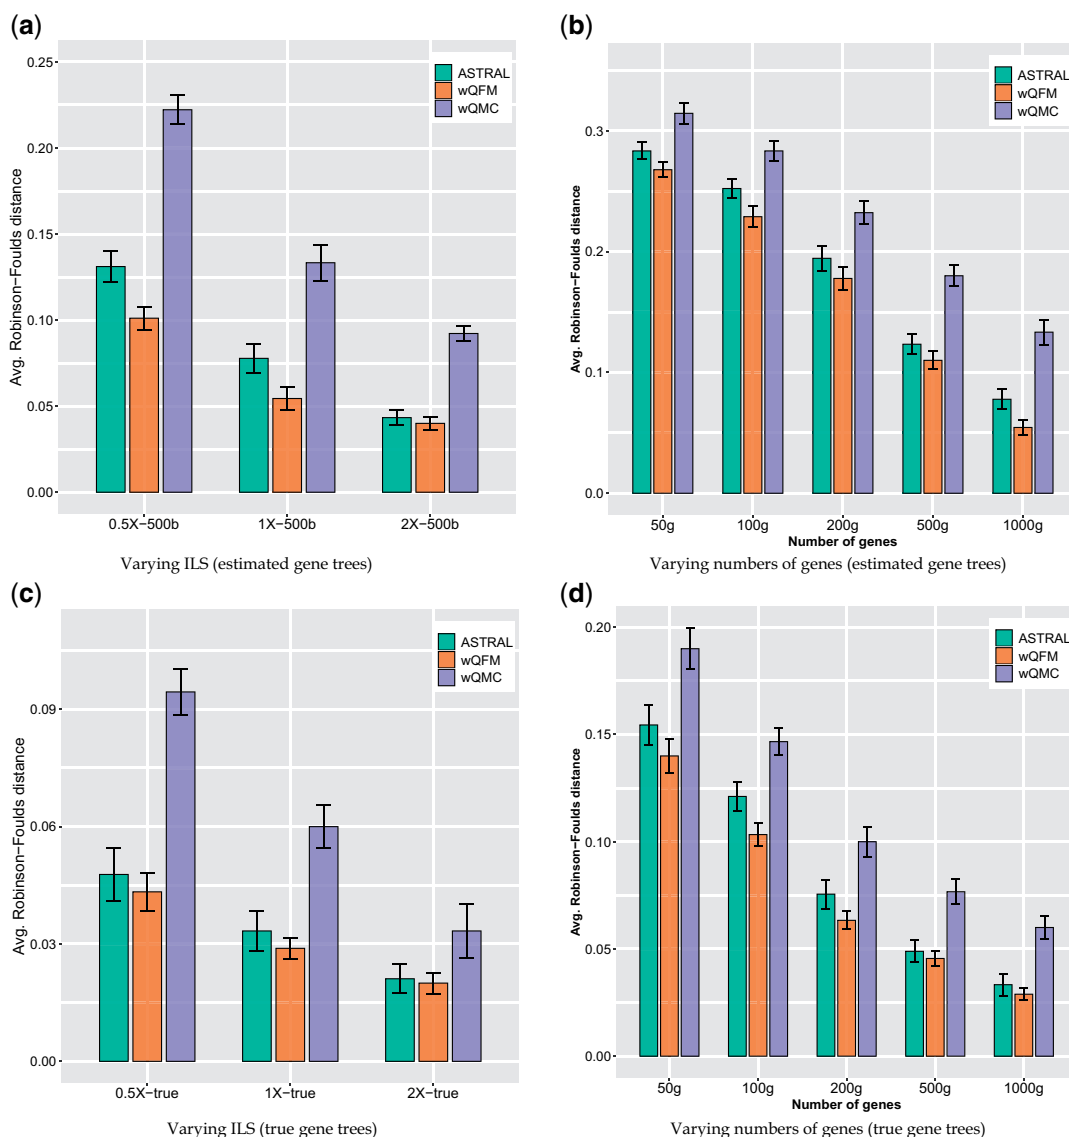 (a)
Avg. Robinson−Foulds distance
0.25
0.20
0.15
0.10
0.05
0.00
ASTRAL
wQFM
wQMC
0.5X−500b 1X−500b 2X−500b
Varying ILS (estimated gene trees)
(b)
Avg. Robinson−Foulds distance
0.3
0.2
0.1
0.0
ASTRAL
wQFM
wQMC
50g 100g 200g 500g 1000g
Number of genes
Varying numbers of genes (estimated gene trees)
(c)
Avg. Robinson−Foulds distance
0.09
0.06
0.03
0.00
ASTRAL
wQFM
wQMC
0.5X−true 1X−true 2X−true
Varying ILS (true gene trees)
(d)
Avg. Robinson−Foulds distance
0.20
0.15
0.10
0.05
0.00
ASTRAL
wQFM
wQMC
50g 100g 200g 500g 1000g
Number of genes
Varying numbers of genes (true gene trees)